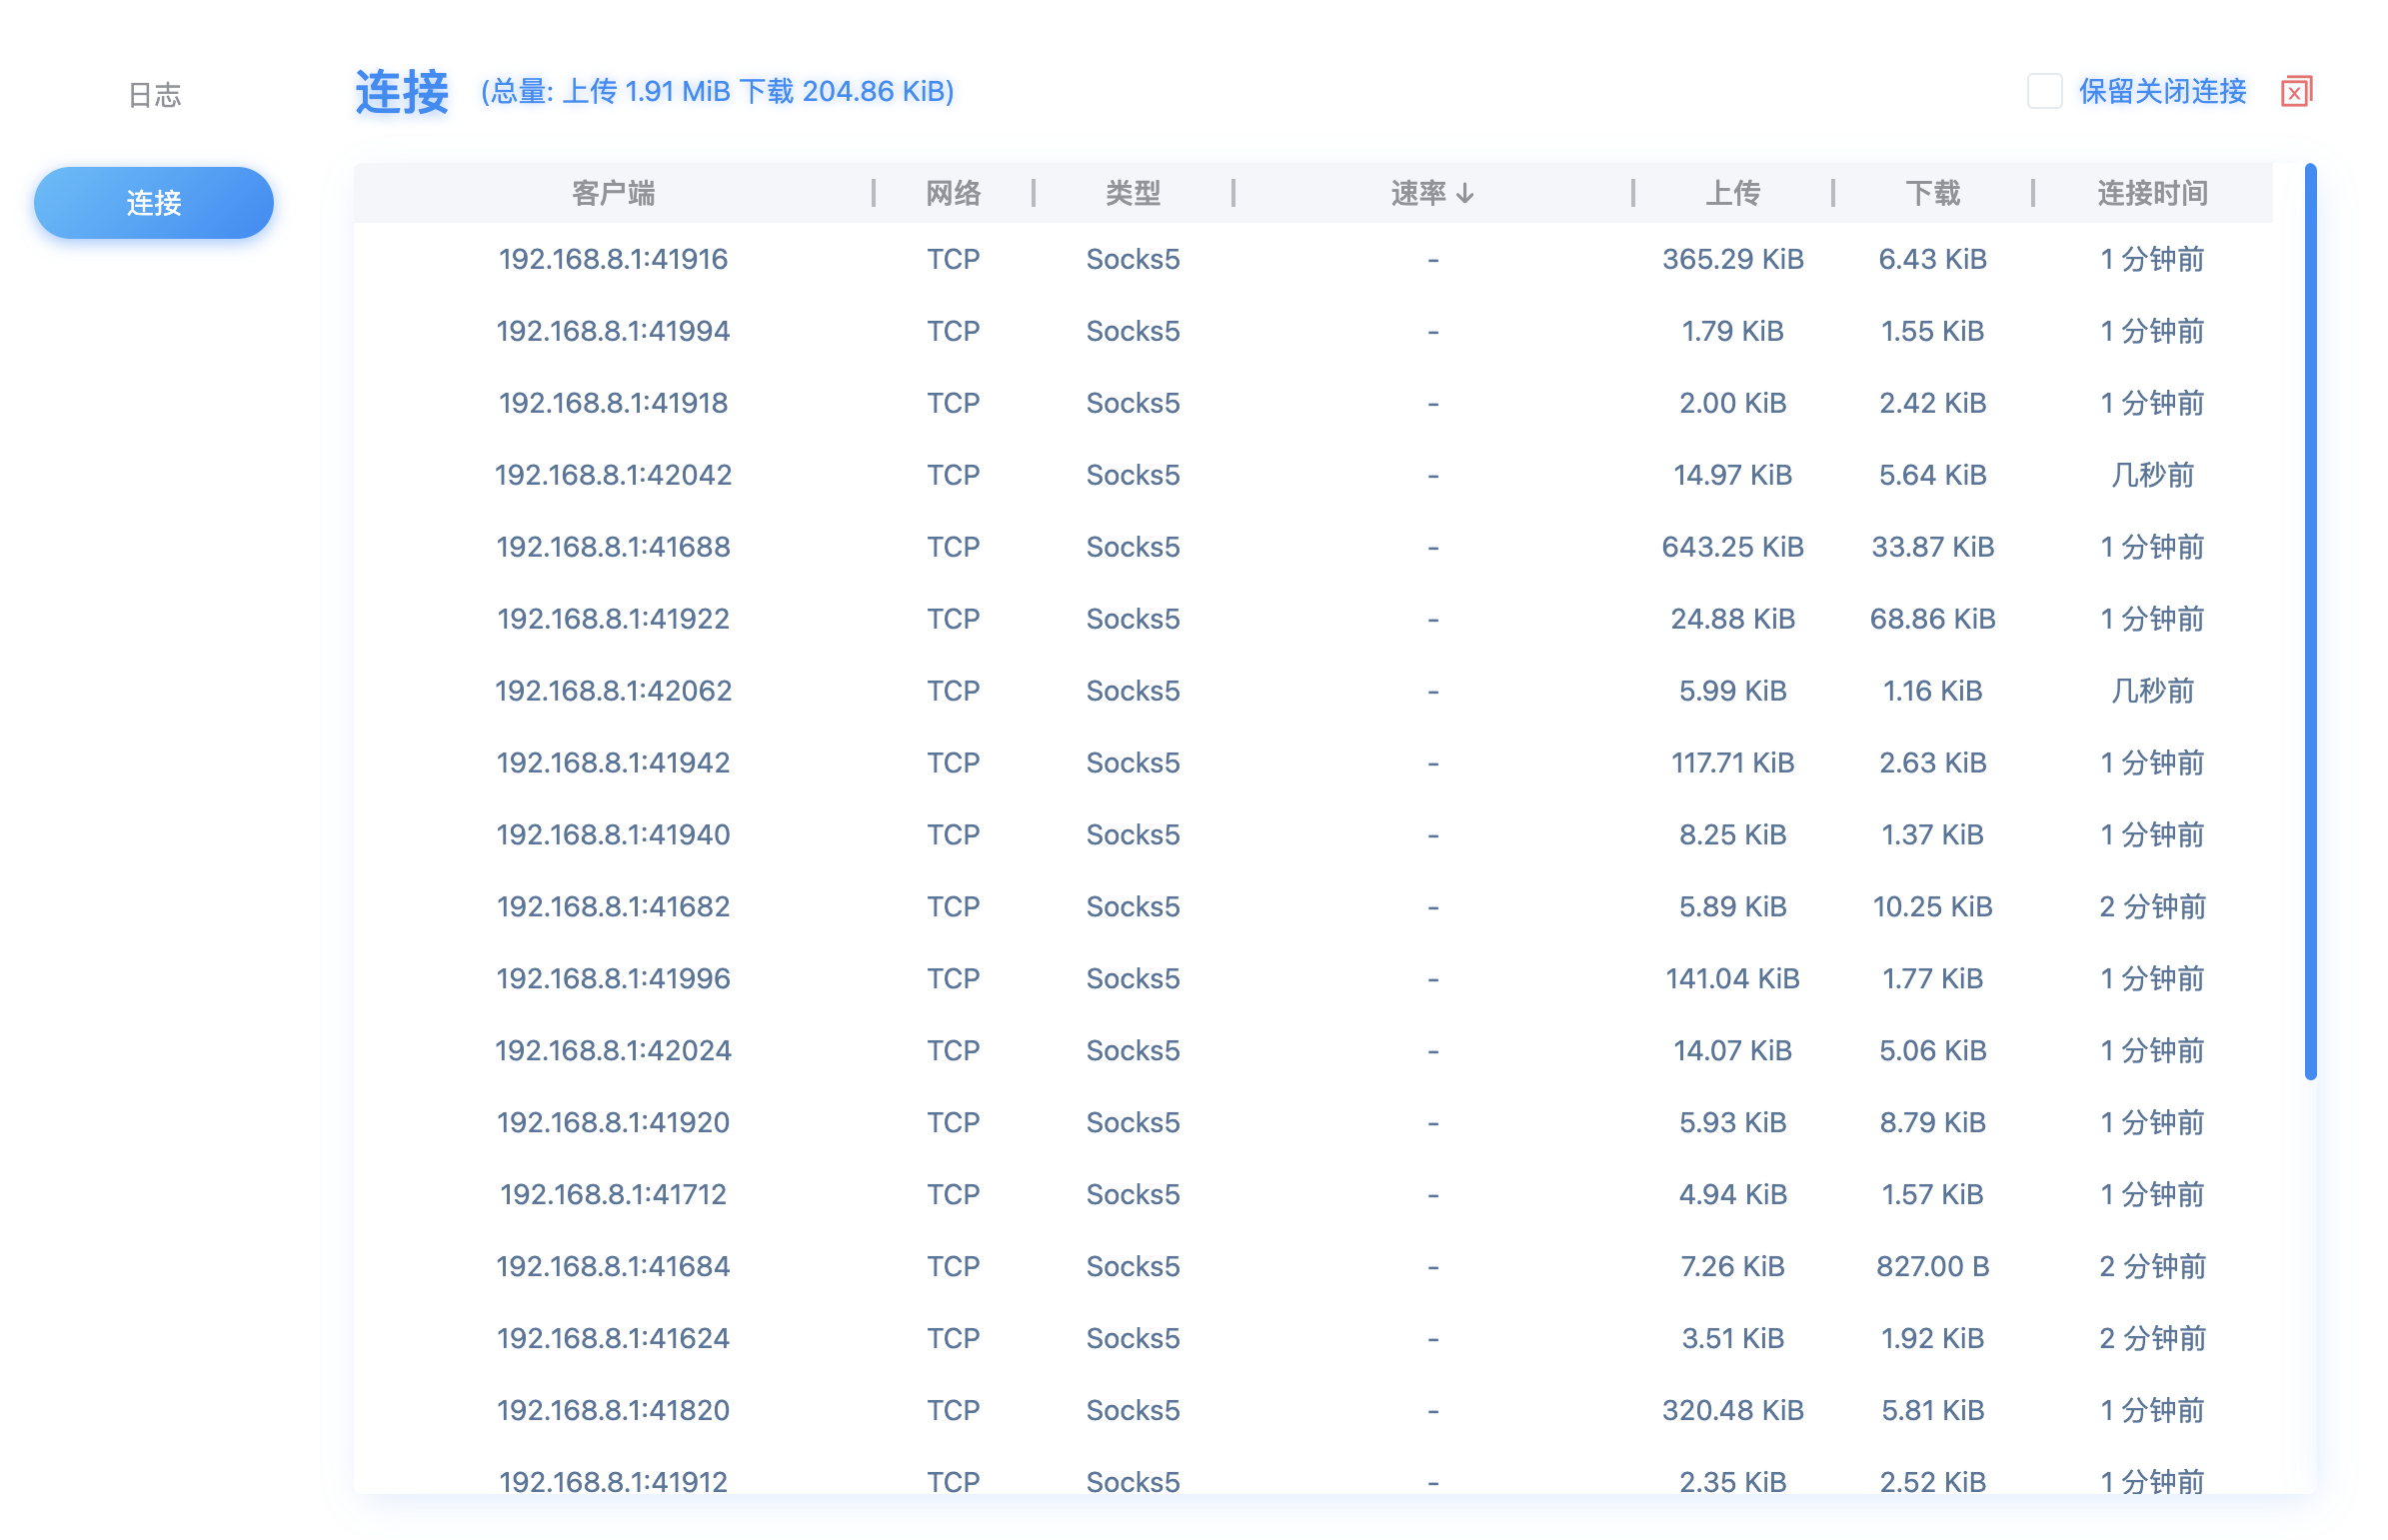 日志
连接
连接 (总量: 上传 1.91 MiB 下载 204.86 KiB) 保留关闭连接
客户端 网络 类型 速率 ↓ 上传 下载 连接时间
192.168.8.1:41916 TCP Socks5 - 365.29 KiB 6.43 KiB 1 分钟前
192.168.8.1:41994 TCP Socks5 - 1.79 KiB 1.55 KiB 1 分钟前
192.168.8.1:41918 TCP Socks5 - 2.00 KiB 2.42 KiB 1 分钟前
192.168.8.1:42042 TCP Socks5 - 14.97 KiB 5.64 KiB 几秒前
192.168.8.1:41688 TCP Socks5 - 643.25 KiB 33.87 KiB 1 分钟前
192.168.8.1:41922 TCP Socks5 - 24.88 KiB 68.86 KiB 1 分钟前
192.168.8.1:42062 TCP Socks5 - 5.99 KiB 1.16 KiB 几秒前
192.168.8.1:41942 TCP Socks5 - 117.71 KiB 2.63 KiB 1 分钟前
192.168.8.1:41940 TCP Socks5 - 8.25 KiB 1.37 KiB 1 分钟前
192.168.8.1:41682 TCP Socks5 - 5.89 KiB 10.25 KiB 2 分钟前
192.168.8.1:41996 TCP Socks5 - 141.04 KiB 1.77 KiB 1 分钟前
192.168.8.1:42024 TCP Socks5 - 14.07 KiB 5.06 KiB 1 分钟前
192.168.8.1:41920 TCP Socks5 - 5.93 KiB 8.79 KiB 1 分钟前
192.168.8.1:41712 TCP Socks5 - 4.94 KiB 1.57 KiB 1 分钟前
192.168.8.1:41684 TCP Socks5 - 7.26 KiB 827.00 B 2 分钟前
192.168.8.1:41624 TCP Socks5 - 3.51 KiB 1.92 KiB 2 分钟前
192.168.8.1:41820 TCP Socks5 - 320.48 KiB 5.81 KiB 1 分钟前
192.168.8.1:41912 TCP Socks5 - 2.35 KiB 2.52 KiB 1 分钟前